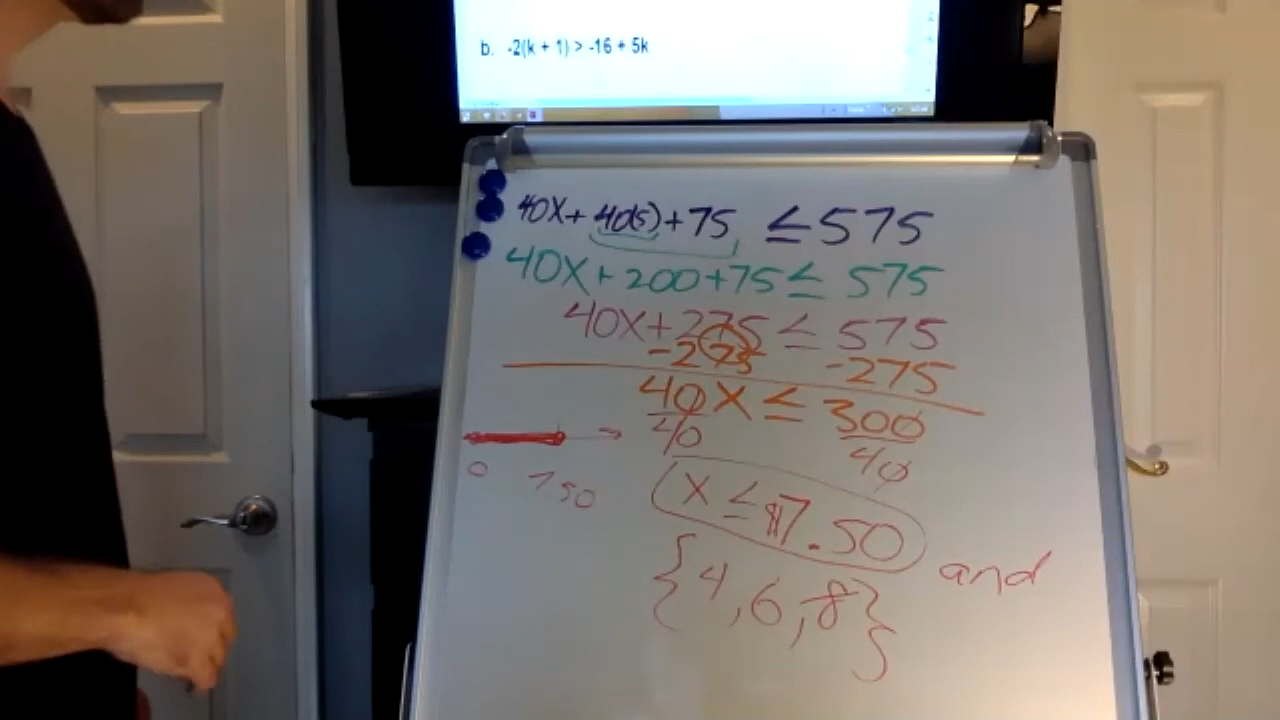 b. -2(k + 1) > -16 + 5k
40X+ 40(5)+75 ≤ 575
40X+200+75 ≤ 575
40X+275 ≤ 575
-275 -275
40X ≤ 300
40 40
0 7.50
X ≤ $7.50
and
{4,6,8}